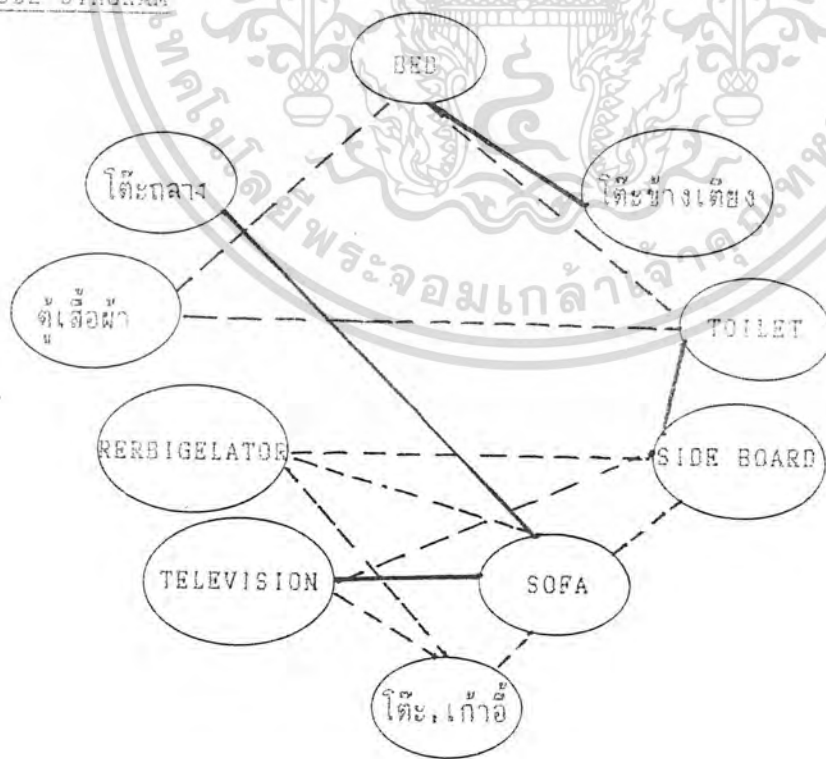 DIAGRAM
BED
โต๊ะกลาง
โต๊ะข้างเตียง
ตู้เสื้อผ้า
TOILET
RERBIGELATOR
SIDE BOARD
TELEVISION
SOFA
โต๊ะ,เก้าอี้